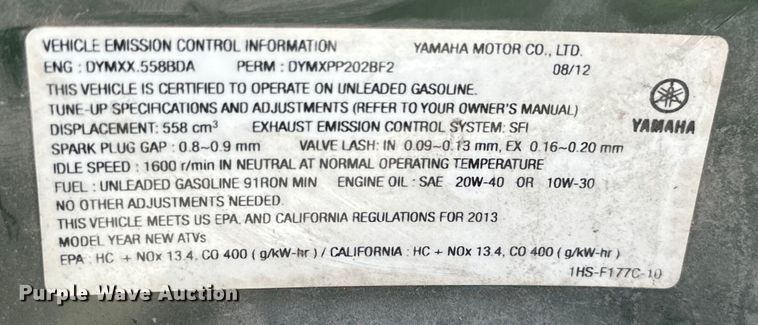 VEHICLE EMISSION CONTROL INFORMATION YAMAHA MOTOR CO., LTD.
ENG : DYMXX.558BDA PERM : DYMXPP202BF2 08/12
THIS VEHICLE IS CERTIFIED TO OPERATE ON UNLEADED GASOLINE.
TUNE-UP SPECIFICATIONS AND ADJUSTMENTS (REFER TO YOUR OWNER'S MANUAL)
DISPLACEMENT: 558 cm³ EXHAUST EMISSION CONTROL SYSTEM: SFI
YAMAHA
SPARK PLUG GAP : 0.8~0.9 mm VALVE LASH: IN 0.09~0.13 mm, EX 0.16~0.20 mm
IDLE SPEED : 1600 r/min IN NEUTRAL AT NORMAL OPERATING TEMPERATURE
FUEL : UNLEADED GASOLINE 91RON MIN ENGINE OIL : SAE 20W-40 OR 10W-30
NO OTHER ADJUSTMENTS NEEDED.
THIS VEHICLE MEETS US EPA, AND CALIFORNIA REGULATIONS FOR 2013
MODEL YEAR NEW ATVs
EPA : HC + NOx 13.4, CO 400 ( g/kW-hr ) / CALIFORNIA : HC + NOx 13.4, CO 400 ( g/kW-hr )
1HS-F177C-10
Purple Wave Auction